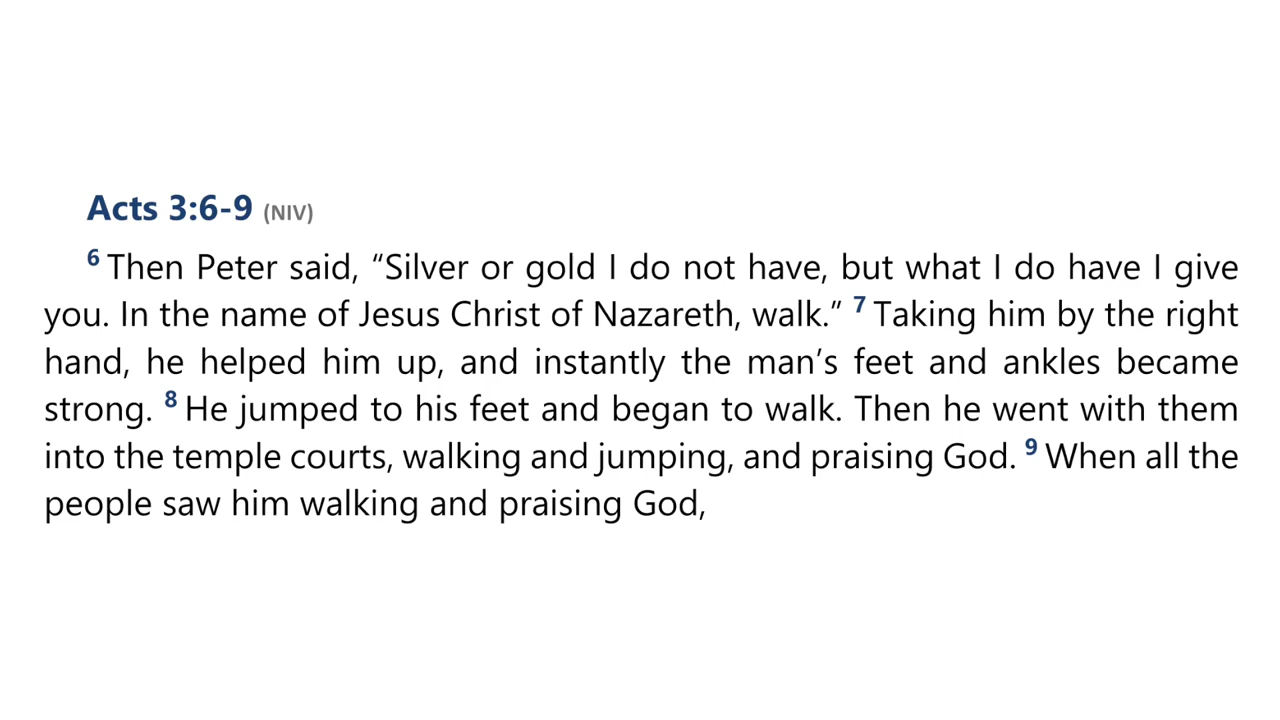 Acts 3:6-9 (NIV)
6 Then Peter said, “Silver or gold I do not have, but what I do have I give
you. In the name of Jesus Christ of Nazareth, walk.” 7 Taking him by the right
hand, he helped him up, and instantly the man’s feet and ankles became
strong. 8 He jumped to his feet and began to walk. Then he went with them
into the temple courts, walking and jumping, and praising God. 9 When all the
people saw him walking and praising God,